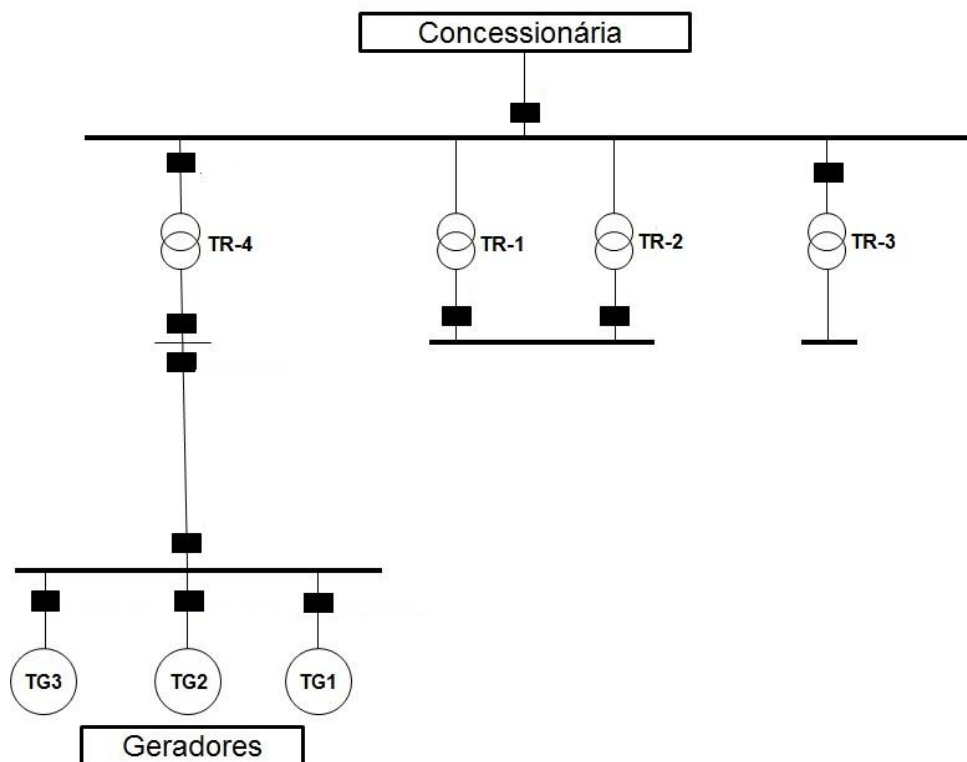 Concessionária
TR-4
TR-1
TR-2
TR-3
TG3
TG2
TG1
Geradores